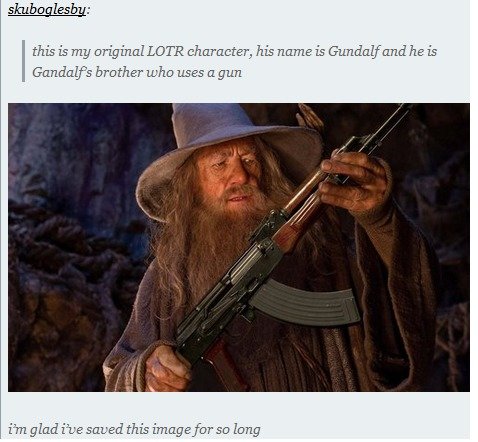 skuboglesby:
this is my original LOTR character, his name is Gundalf and he is
Gandalf's brother who uses a gun
i'm glad i've saved this image for so long